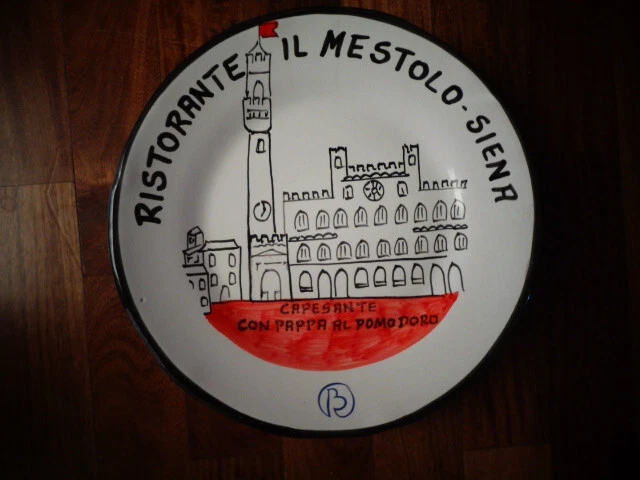 RISTORANTE IL MESTOLO - SIENA
CAPESANTE
CON PAPPA AL POMODORO
B